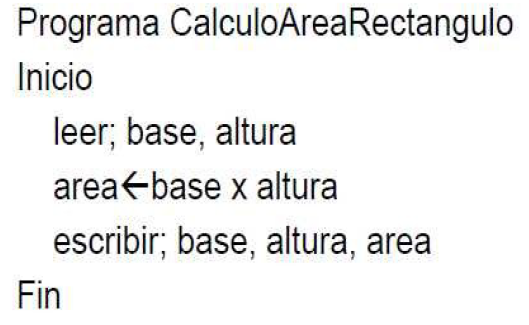 Programa CalculoAreaRectangulo
Inicio
leer; base, altura
area←base x altura
escribir; base, altura, area
Fin